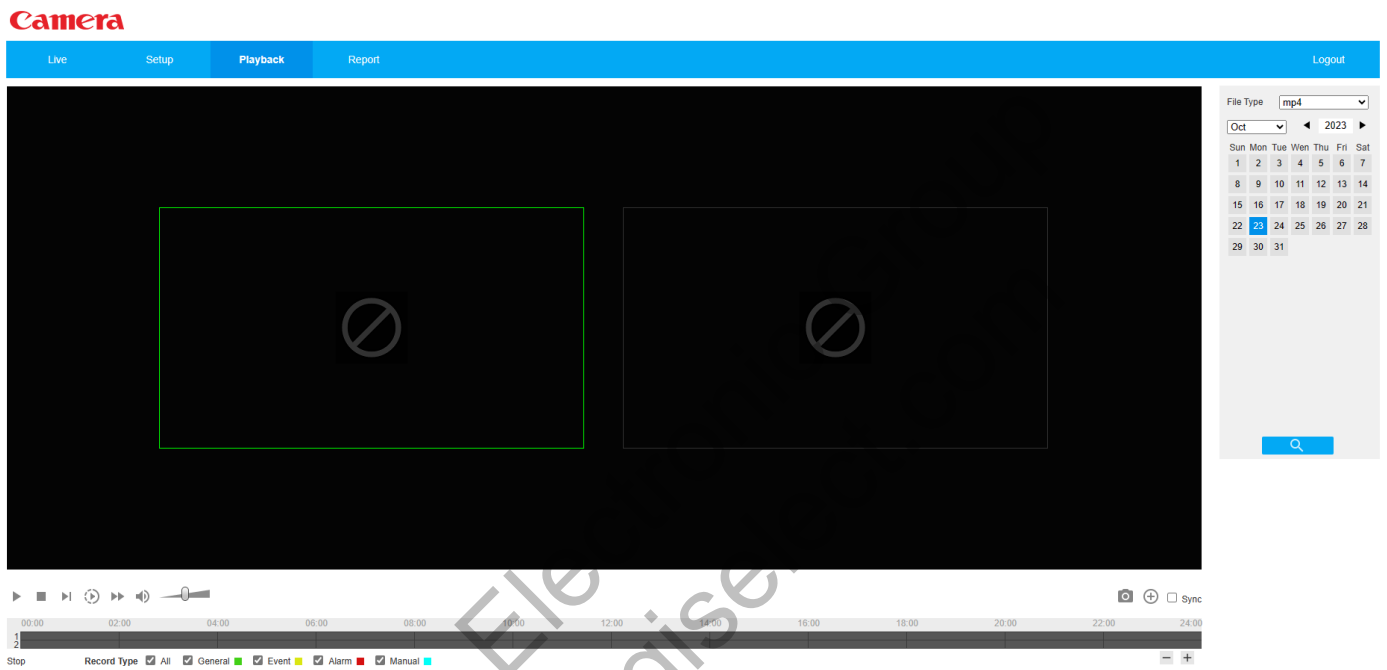 Camera
Live Setup Playback Report Logout
File Type mp4
Oct 2023
Sun Mon Tue Wen Thu Fri Sat
1 2 3 4 5 6 7
8 9 10 11 12 13 14
15 16 17 18 19 20 21
22 23 24 25 26 27 28
29 30 31
Sync
00:00 02:00 04:00 06:00 08:00 10:00 12:00 14:00 16:00 18:00 20:00 22:00 24:00
1
2
Stop Record Type All General Event Alarm Manual
Electronic Group